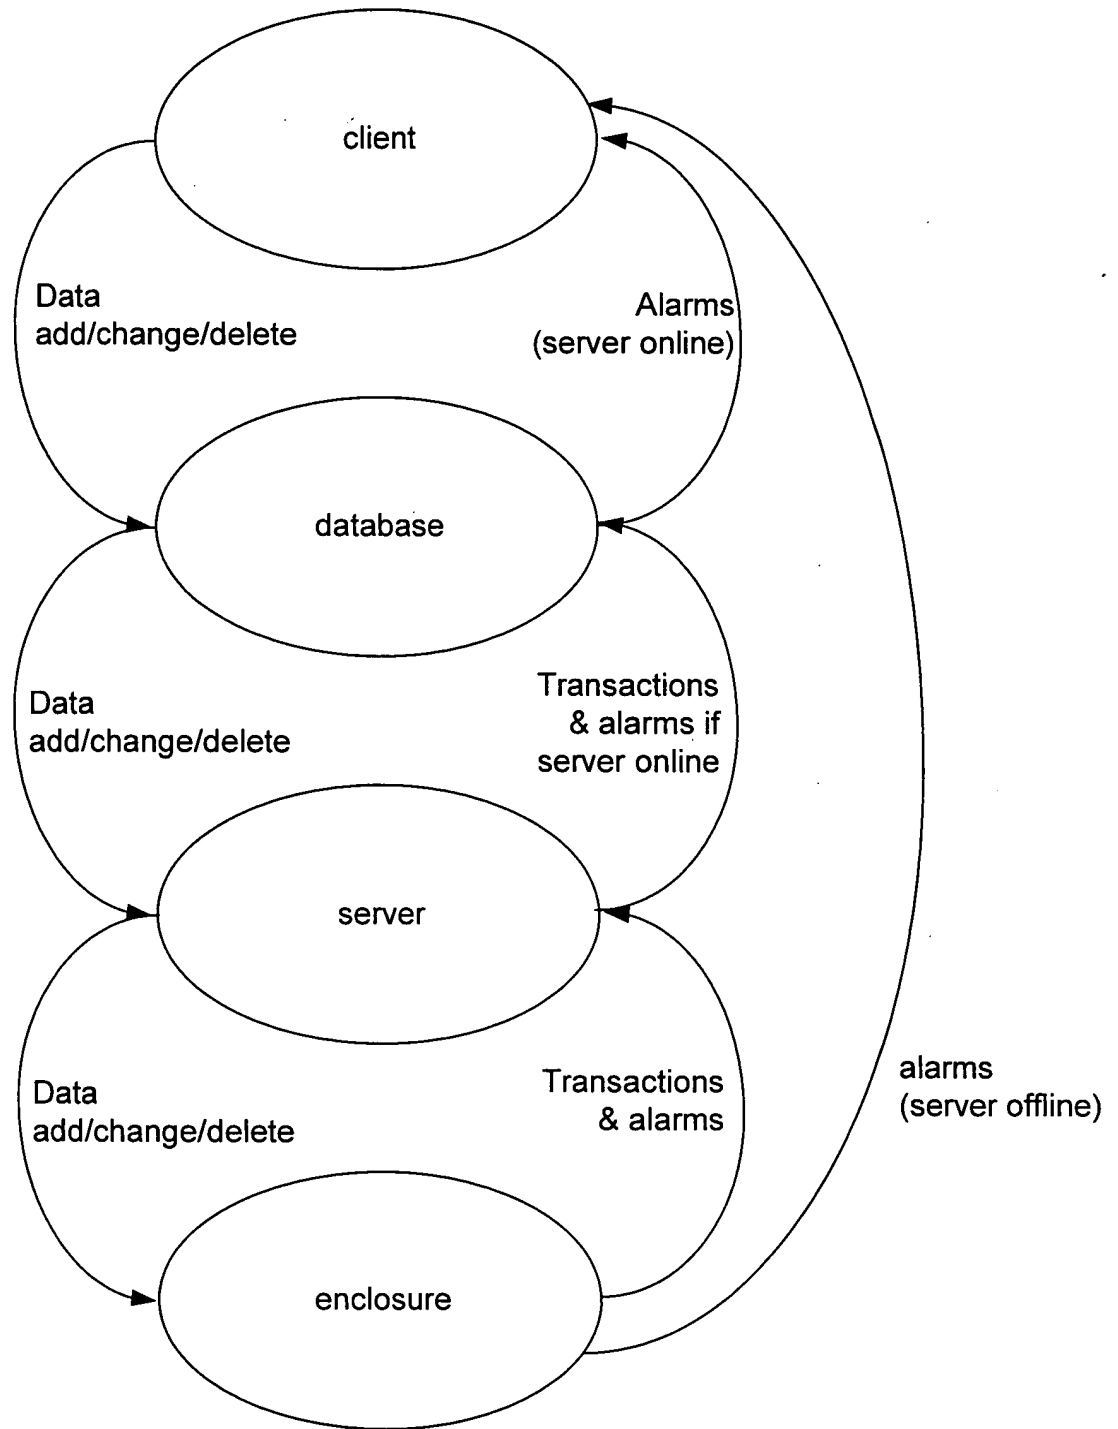 client
Data
add/change/delete
Alarms
(server online)
database
Data
add/change/delete
Transactions
& alarms if
server online
server
Data
add/change/delete
Transactions
& alarms
alarms
(server offline)
enclosure